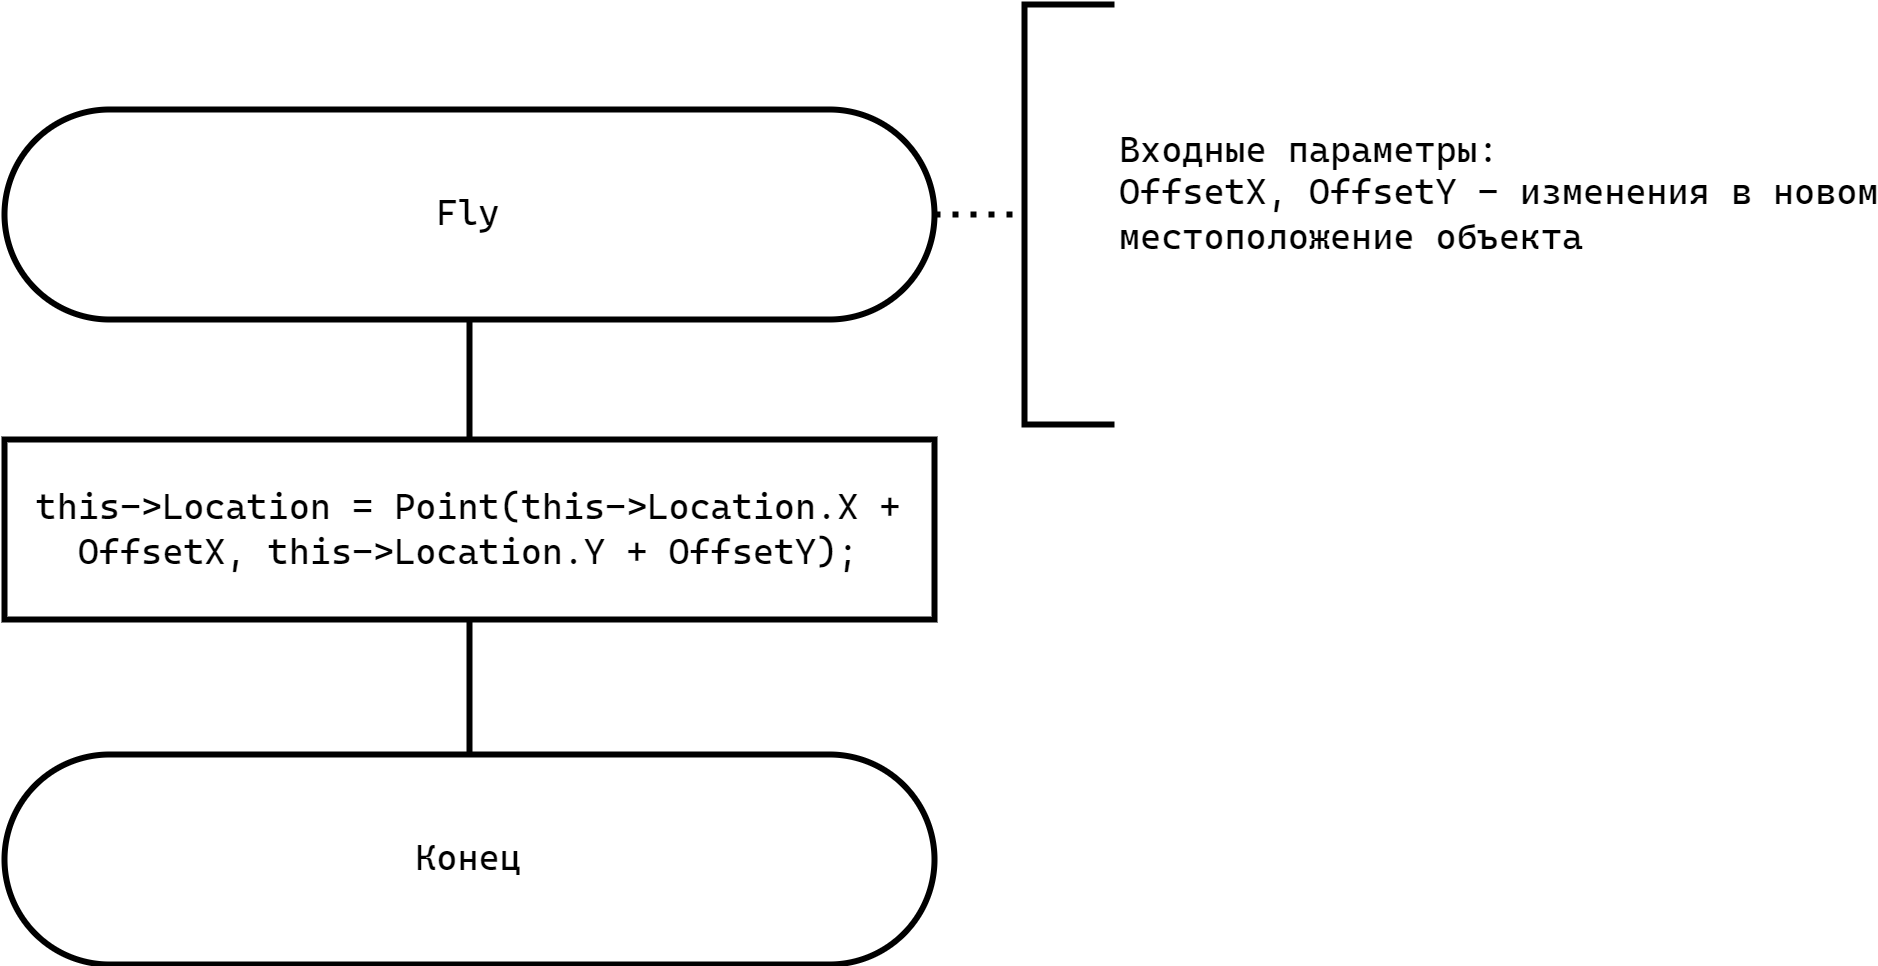 Fly
Входные параметры:
OffsetX, OffsetY - изменения в новом
местоположение объекта
this->Location = Point(this->Location.X +
OffsetX, this->Location.Y + OffsetY);
Конец